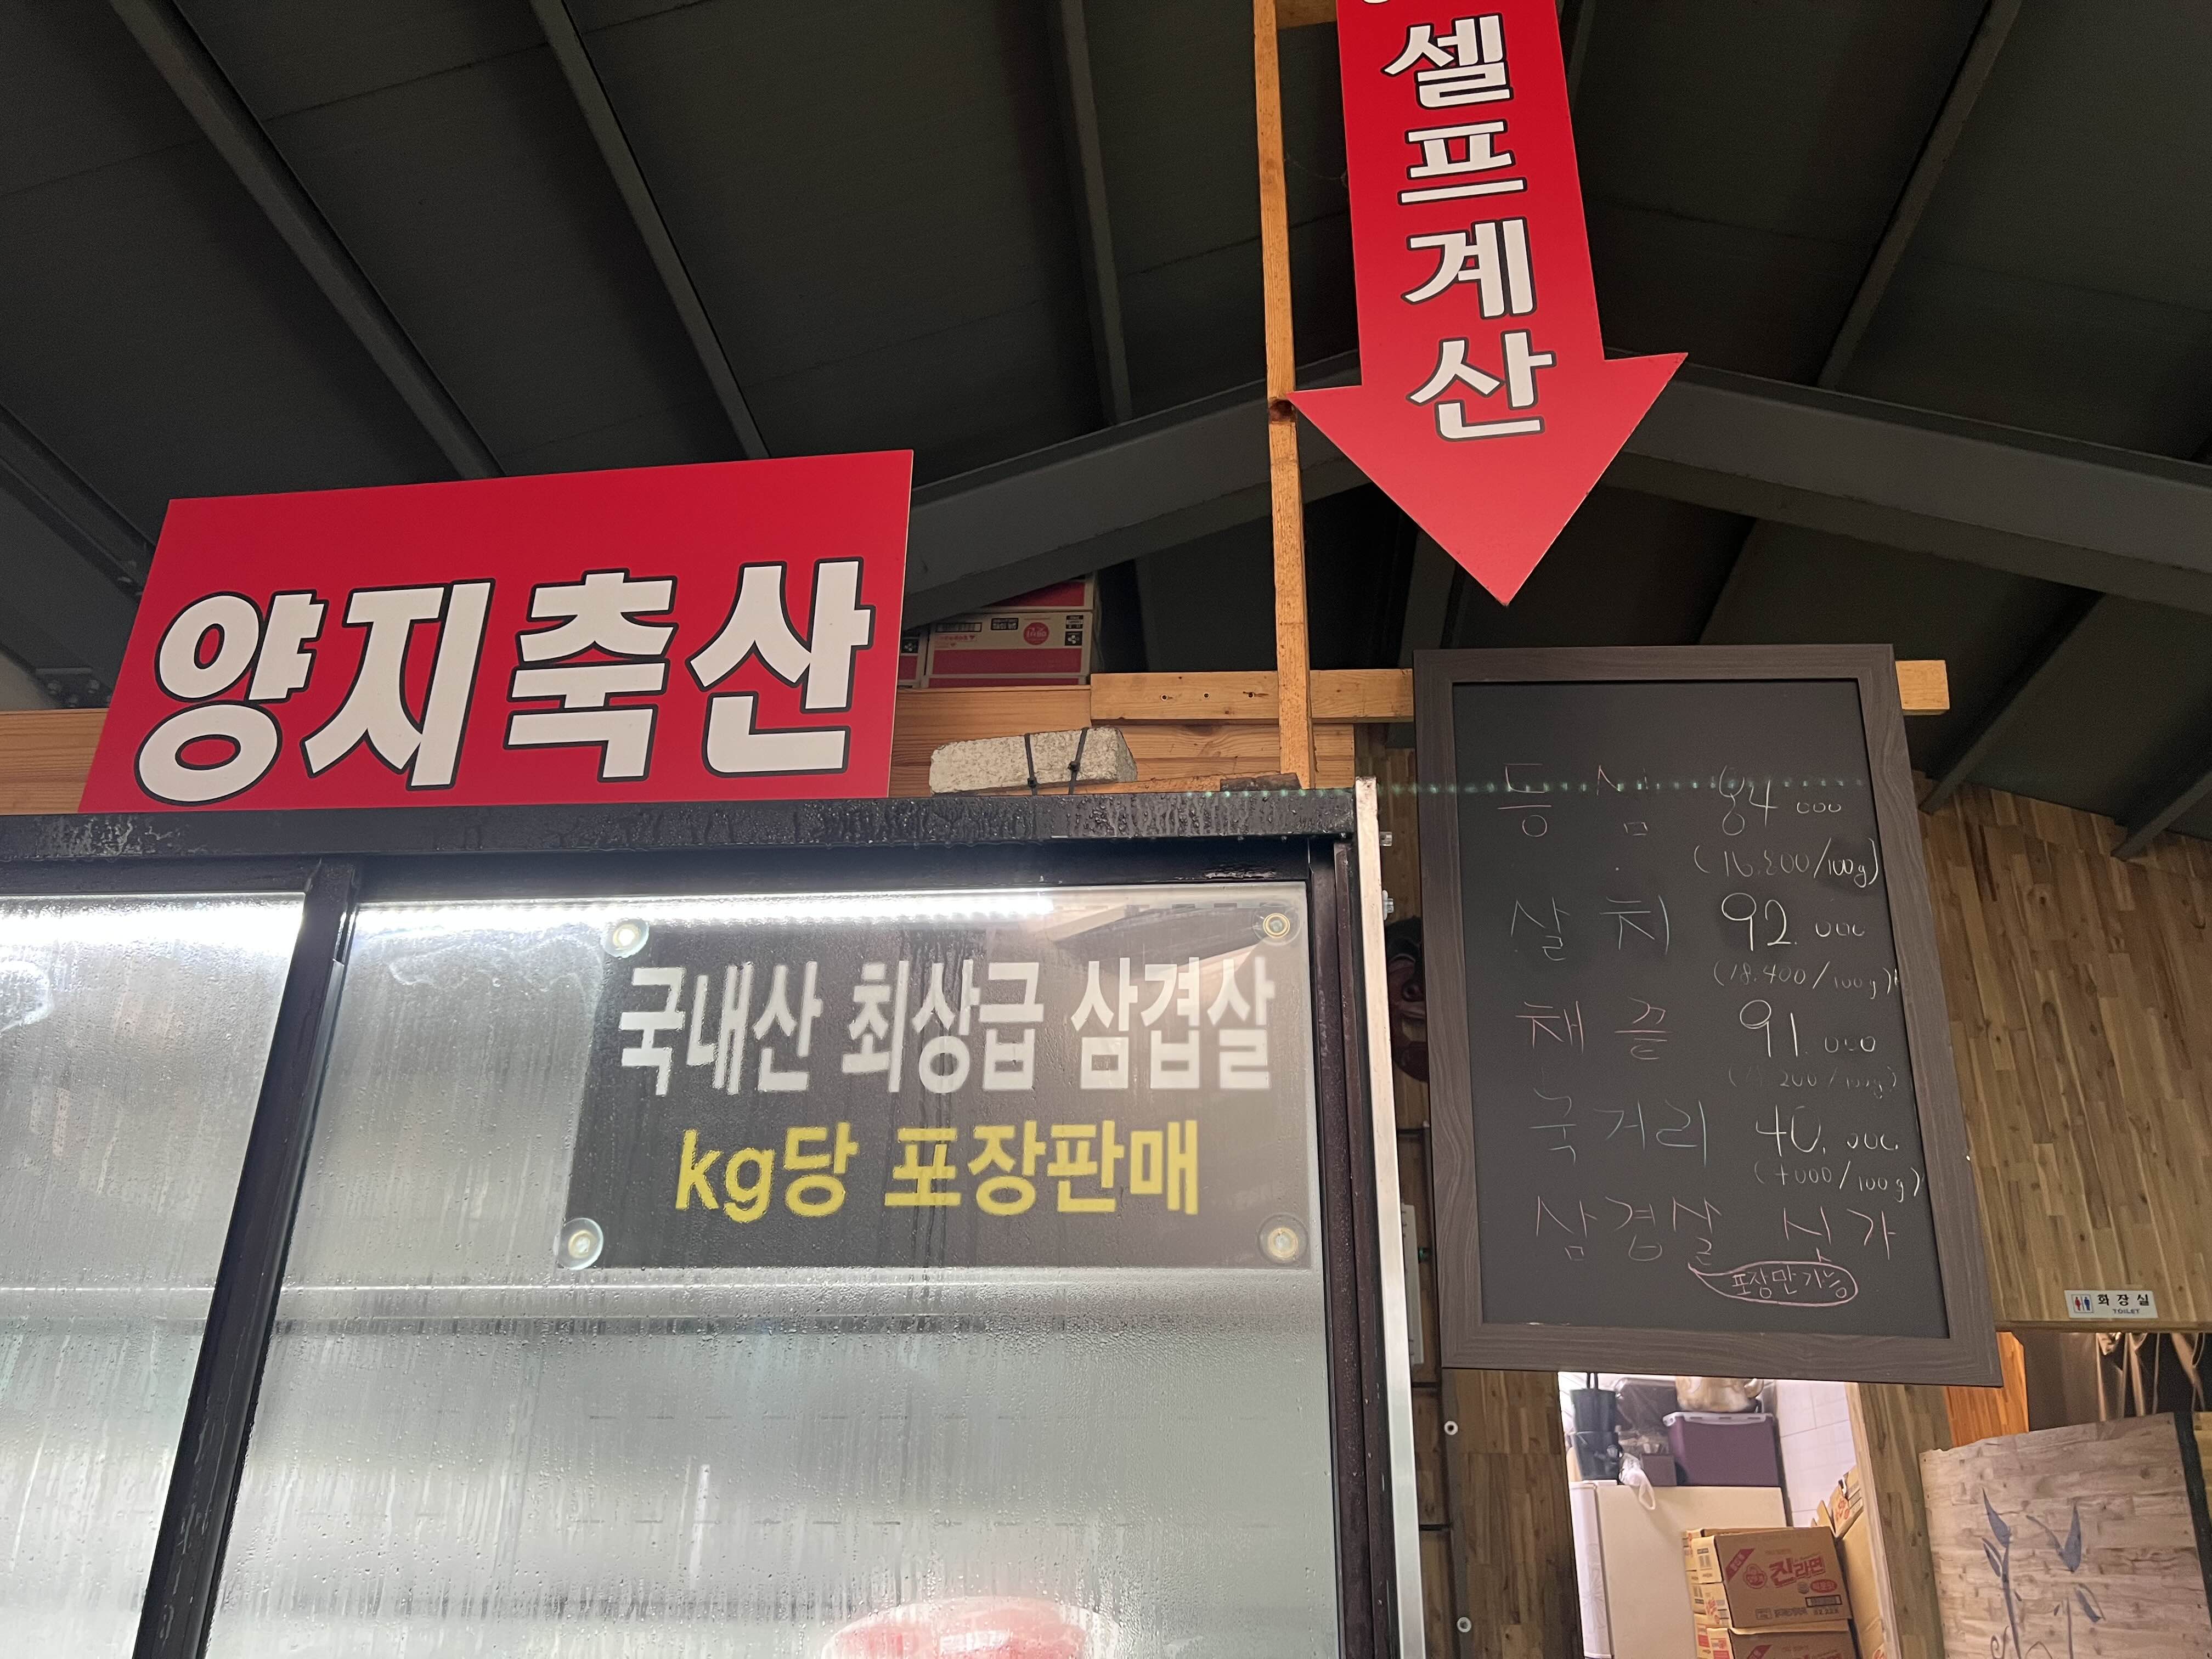 셀프계산
양지축산
국내산 최상급 삼겹살
kg당 포장판매
등심 84.000
(16.800/100g)
살치 92.000
(18.400/100g)
채끝 91.000
200/100g)
국거리 40.000
/100g)
삼겹살 시가
포장만 가능
화장실
TOILET
진라면